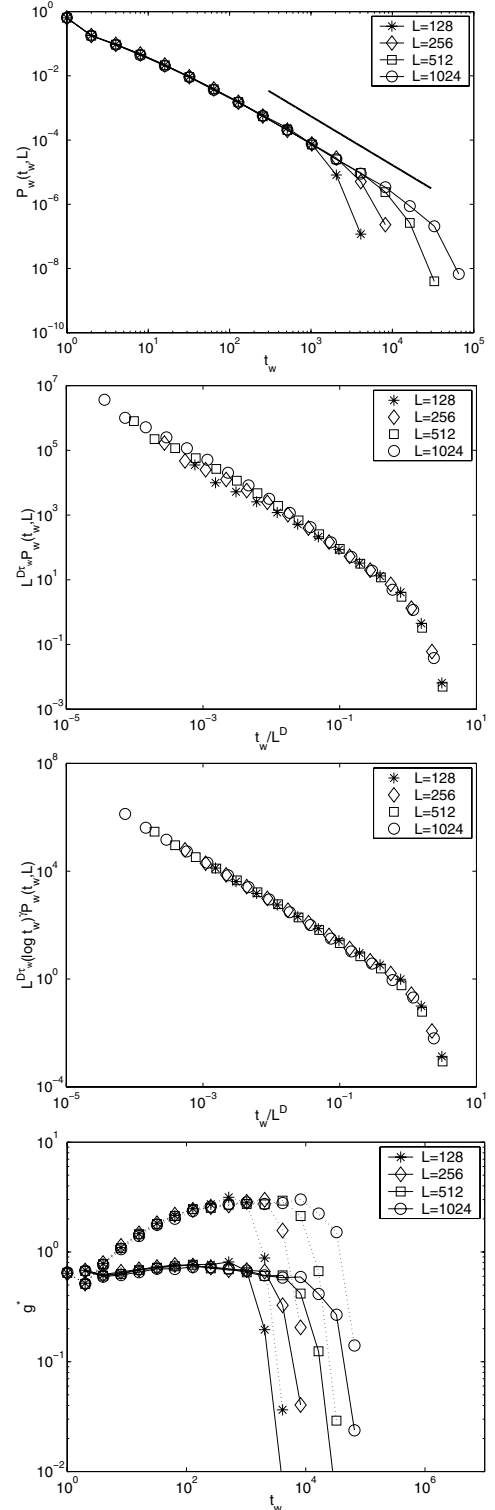 10^0
10^-2
10^-4
10^-6
10^-8
10^-10
P_w(t_w,L)
L=128
L=256
L=512
L=1024
10^0 10^1 10^2 10^3 10^4 10^5
t_w
10^7
10^5
10^3
10^1
10^-1
10^-3
L^{Dτ_w}P_w(t_w,L)
L=128
L=256
L=512
L=1024
10^-5 10^-3 10^-1 10^1
t_w/L^D
10^8
10^4
10^0
10^-4
L^{Dτ_w}(log t_w)^γP_w(t_w,L)
L=128
L=256
L=512
L=1024
10^-5 10^-3 10^-1 10^1
t_w/L^D
10^1
10^0
10^-1
10^-2
g^*
L=128
L=256
L=512
L=1024
10^0 10^2 10^4 10^6
t_w